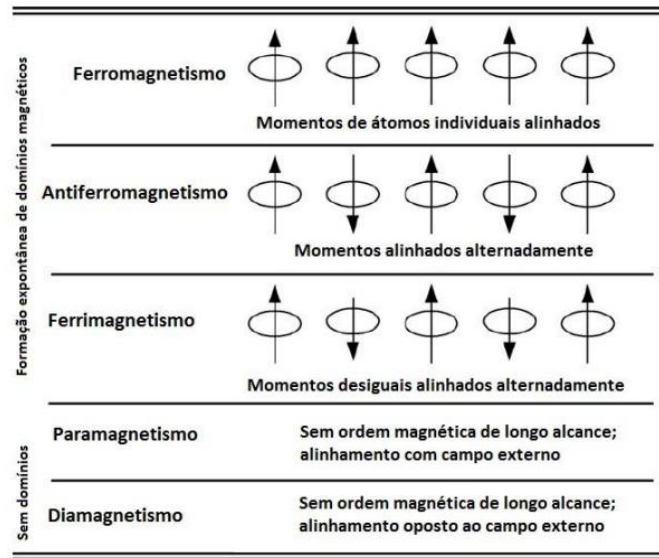 Formação expontânea de domínios magnéticos
Ferromagnetismo
Momentos de átomos individuais alinhados
Antiferromagnetismo
Momentos alinhados alternadamente
Ferrimagnetismo
Momentos desiguais alinhados alternadamente
Sem domínios
Paramagnetismo
Sem ordem magnética de longo alcance;
alinhamento com campo externo
Diamagnetismo
Sem ordem magnética de longo alcance;
alinhamento oposto ao campo externo